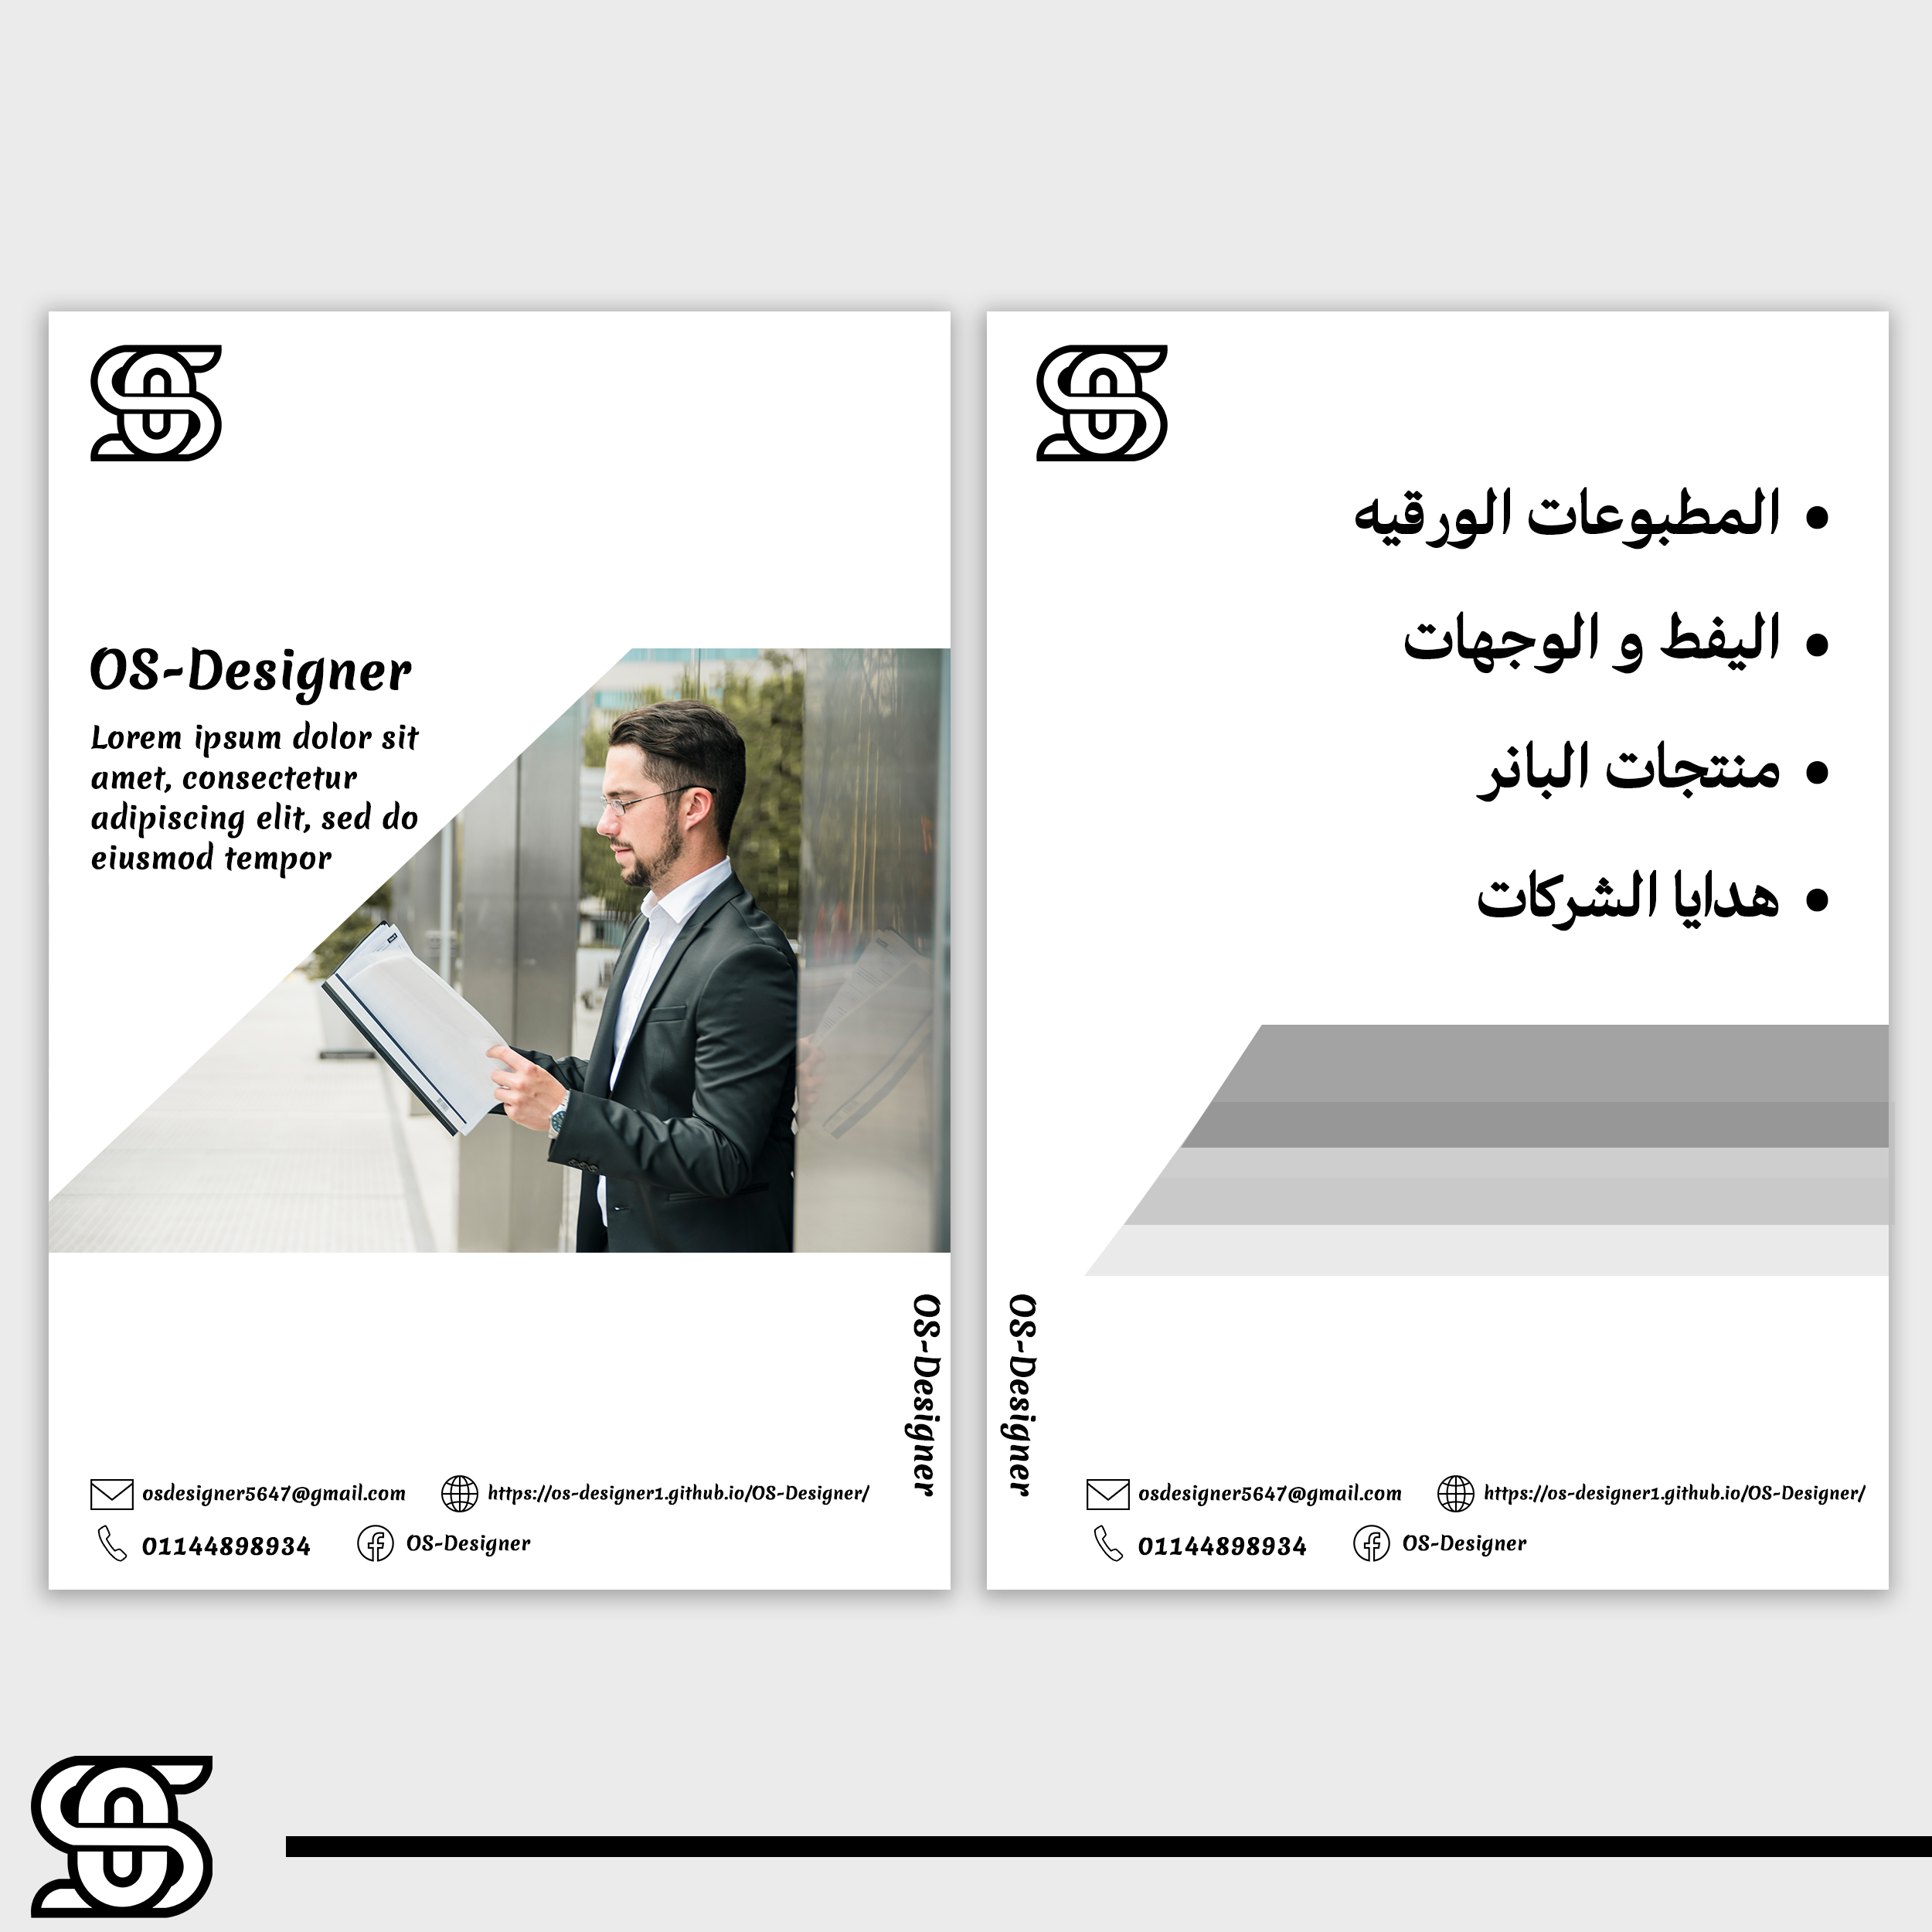 OS-Designer
Lorem ipsum dolor sit
amet, consectetur
adipiscing elit, sed do
eiusmod tempor
OS-Designer
osdesigner5647@gmail.com
https://os-designer1.github.io/OS-Designer/
01144898934
OS-Designer
• المطبوعات الورقيه
• اليفط و الوجهات
• منتجات البانر
• هدايا الشركات
OS-Designer
osdesigner5647@gmail.com
https://os-designer1.github.io/OS-Designer/
01144898934
OS-Designer